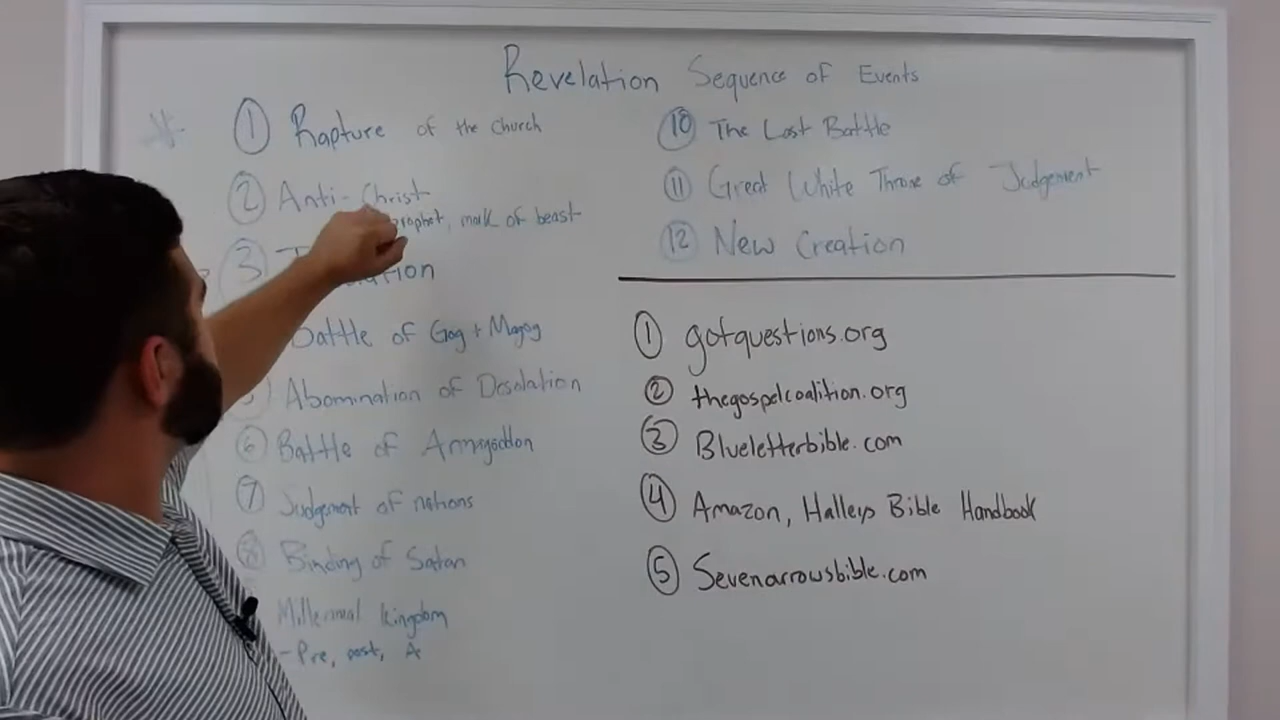 Revelation Sequence of Events
① Rapture of the Church
② Anti-Christ
prophet, mark of beast
③
Battle of Gog + Magog
Abomination of Desolation
⑥ Battle of Armageddon
⑦ Judgement of nations
⑧ Binding of Satan
Millennial kingdom
-Pre, post, A
⑩ The Last Battle
⑪ Great White Throne of Judgement
⑫ New Creation
① gotquestions.org
② thegospelcoalition.org
③ Blueletterbible.com
④ Amazon, Halleys Bible Handbook
⑤ Sevenarrowsbible.com